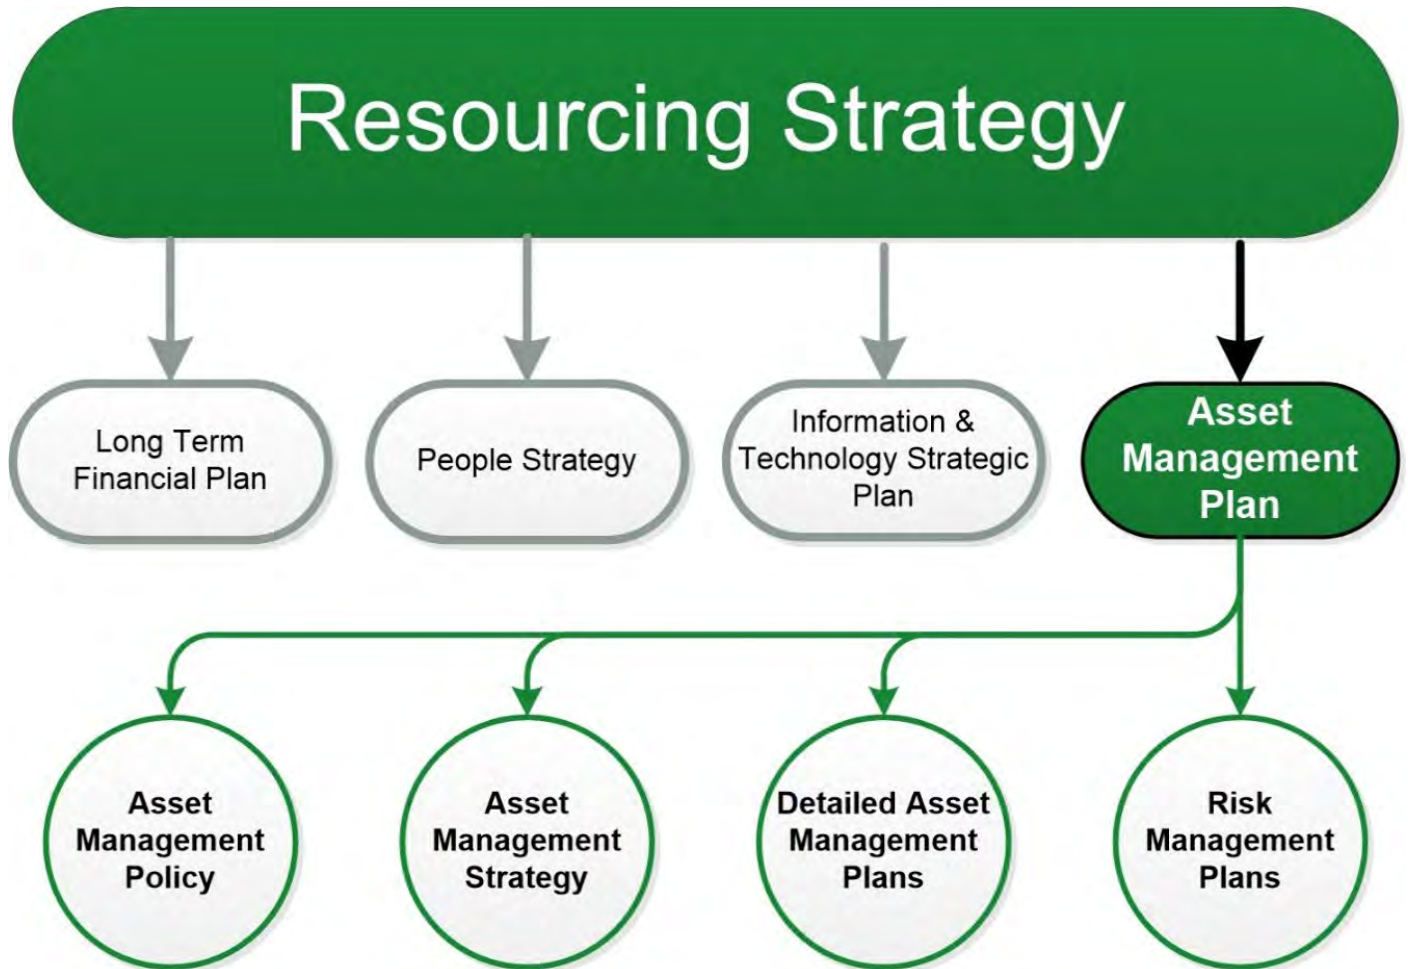 Resourcing Strategy
Long Term
Financial Plan
People Strategy
Information &
Technology Strategic
Plan
Asset
Management
Plan
Asset
Management
Policy
Asset
Management
Strategy
Detailed Asset
Management
Plans
Risk
Management
Plans